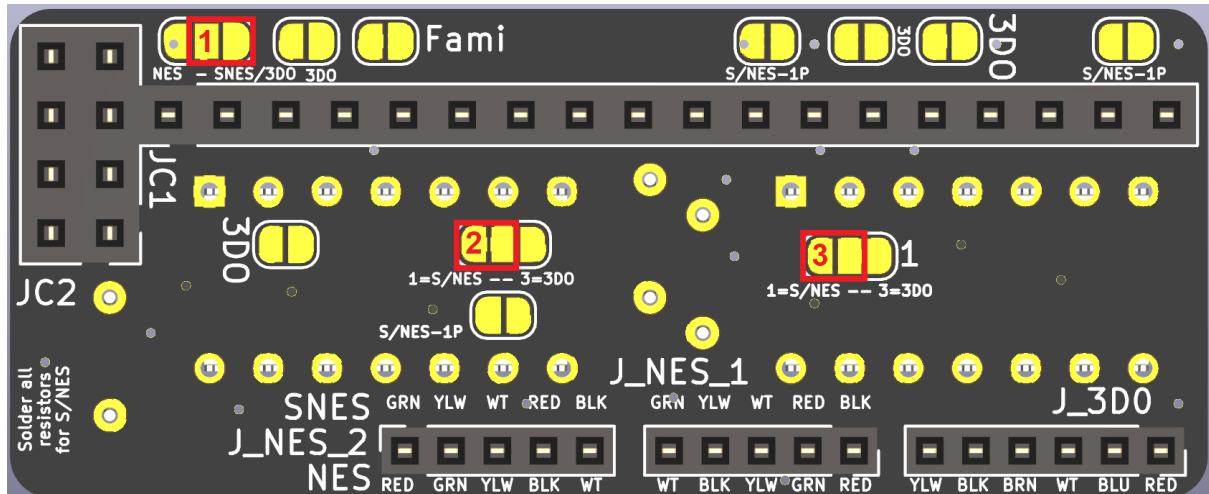 1
Fami
NES - SNES/3DO 3DO
S/NES-1P
3DO
3DO
S/NES-1P
JC1
3DO
2
1=S/NES -- 3=3DO
3
1
1=S/NES -- 3=3DO
JC2
S/NES-1P
Solder all
resistors
for S/NES
J_NES_1
J_3DO
SNES GRN YLW WT RED BLK GRN YLW WT RED BLK
J_NES_2
NES RED GRN YLW BLK WT WT BLK YLW GRN RED YLW BLK BRN WT BLU RED